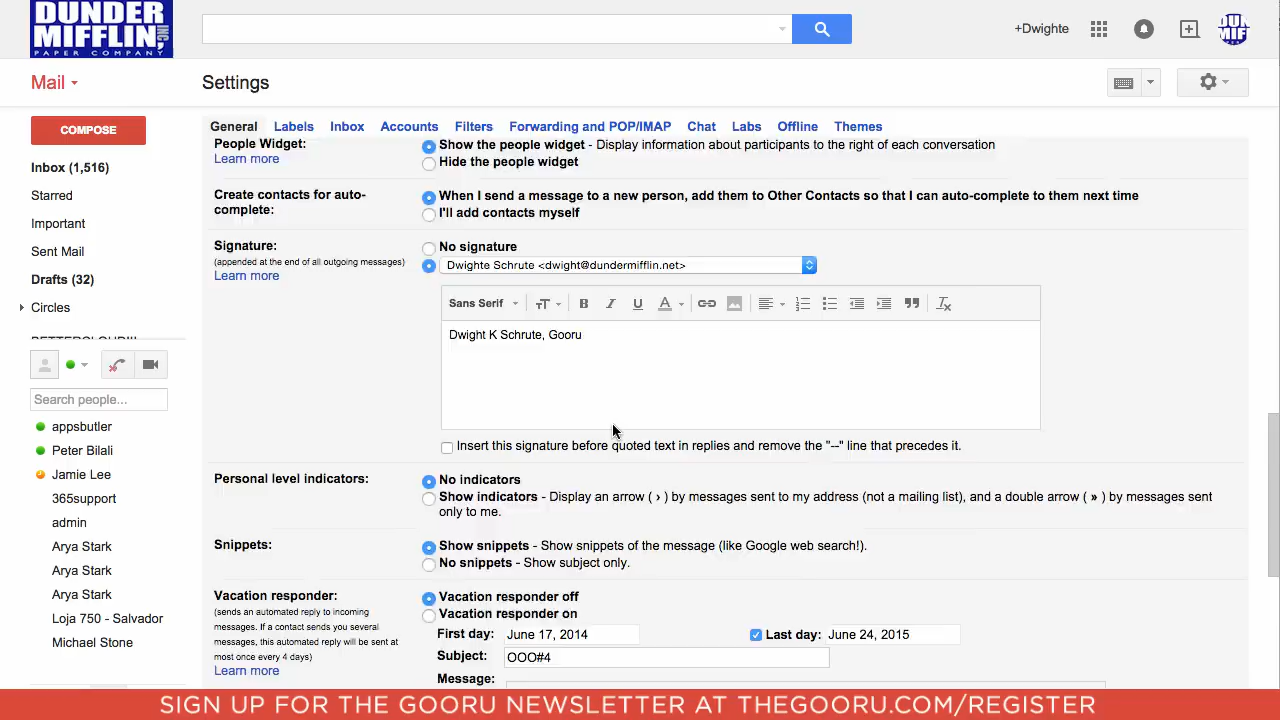 DUNDER
MIFFLIN, INC
PAPER COMPANY
+Dwighte
DUN
MIFFL
Mail
Settings
COMPOSE
General Labels Inbox Accounts Filters Forwarding and POP/IMAP Chat Labs Offline Themes
Inbox (1,516)
Starred
Important
Sent Mail
Drafts (32)
Circles
Search people...
appsbutler
Peter Bilali
Jamie Lee
365support
admin
Arya Stark
Arya Stark
Arya Stark
Loja 750 - Salvador
Michael Stone
People Widget:
Learn more
Show the people widget - Display information about participants to the right of each conversation
Hide the people widget
Create contacts for auto-
complete:
When I send a message to a new person, add them to Other Contacts so that I can auto-complete to them next time
I'll add contacts myself
Signature:
(appended at the end of all outgoing messages)
Learn more
No signature
Dwighte Schrute <dwight@dundermifflin.net>
Sans Serif
Dwight K Schrute, Gooru
Insert this signature before quoted text in replies and remove the "--" line that precedes it.
Personal level indicators:
No indicators
Show indicators - Display an arrow ( › ) by messages sent to my address (not a mailing list), and a double arrow ( » ) by messages sent
only to me.
Snippets:
Show snippets - Show snippets of the message (like Google web search!).
No snippets - Show subject only.
Vacation responder:
(sends an automated reply to incoming
messages. If a contact sends you several
messages, this automated reply will be sent at
most once every 4 days)
Learn more
Vacation responder off
Vacation responder on
First day: June 17, 2014 Last day: June 24, 2015
Subject: OOO#4
Message:
SIGN UP FOR THE GOORU NEWSLETTER AT THEGOORU.COM/REGISTER